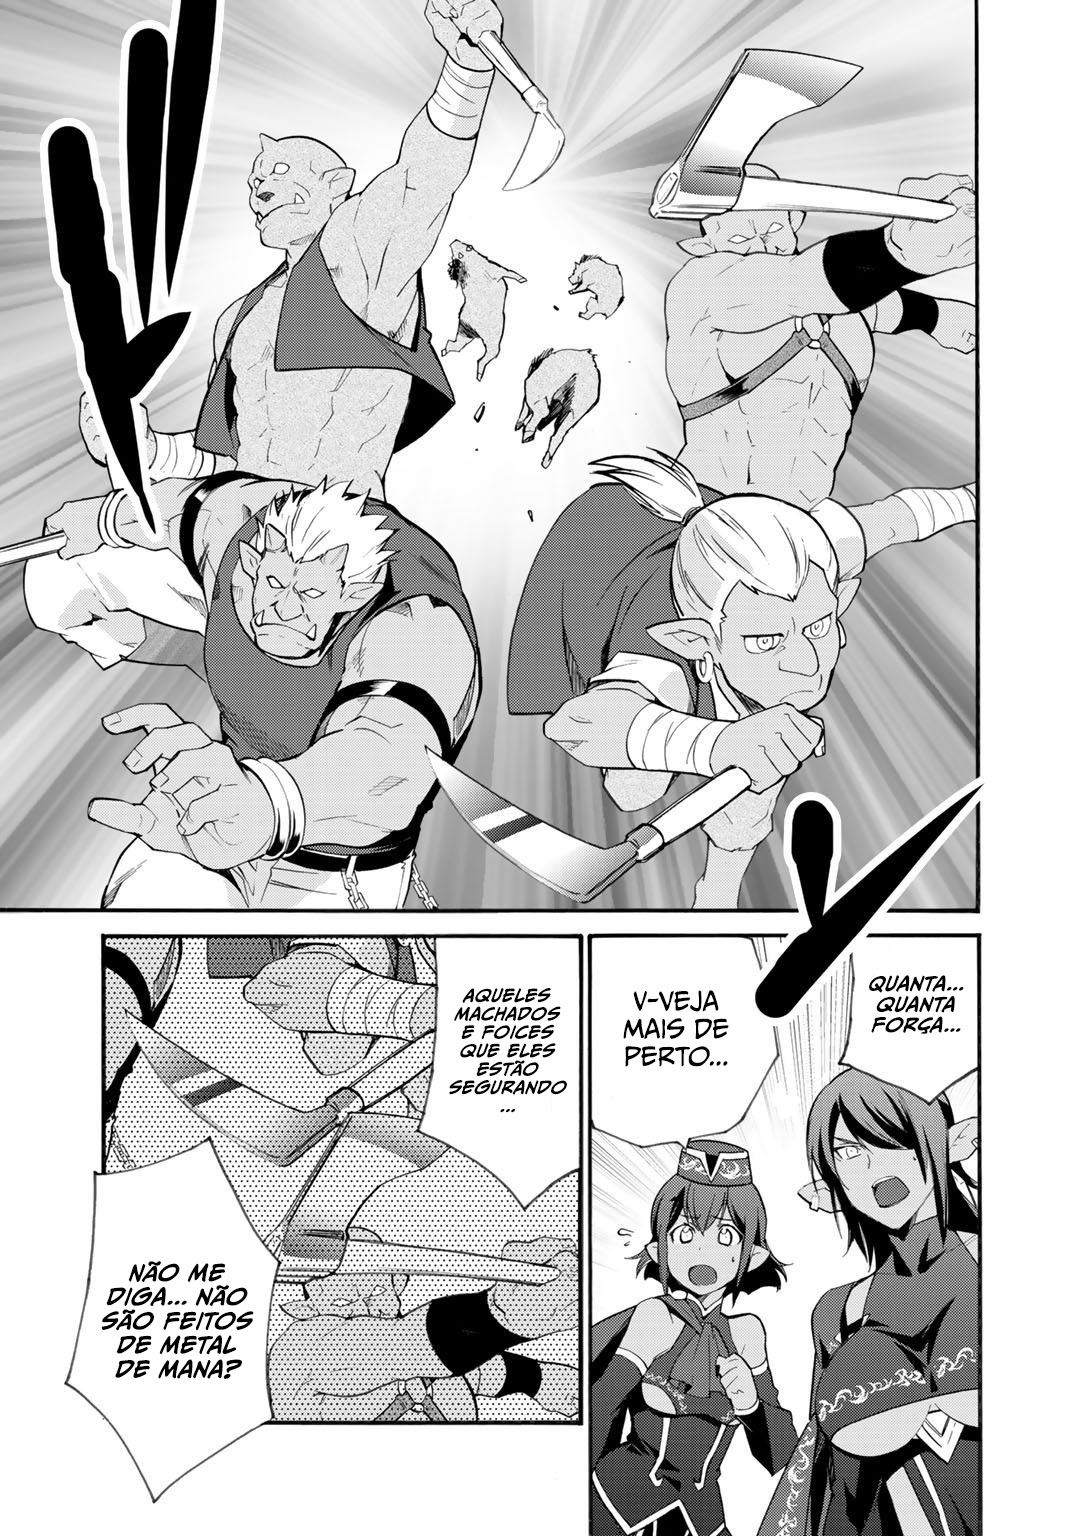 QUANTA...
QUANTA
FORÇA...
V-VEJA
MAIS DE
PERTO...
AQUELES
MACHADOS
E FOICES
QUE ELES
ESTÃO
SEGURANDO
...
NÃO ME
DIGA... NÃO
SÃO FEITOS
DE METAL
DE MANA?